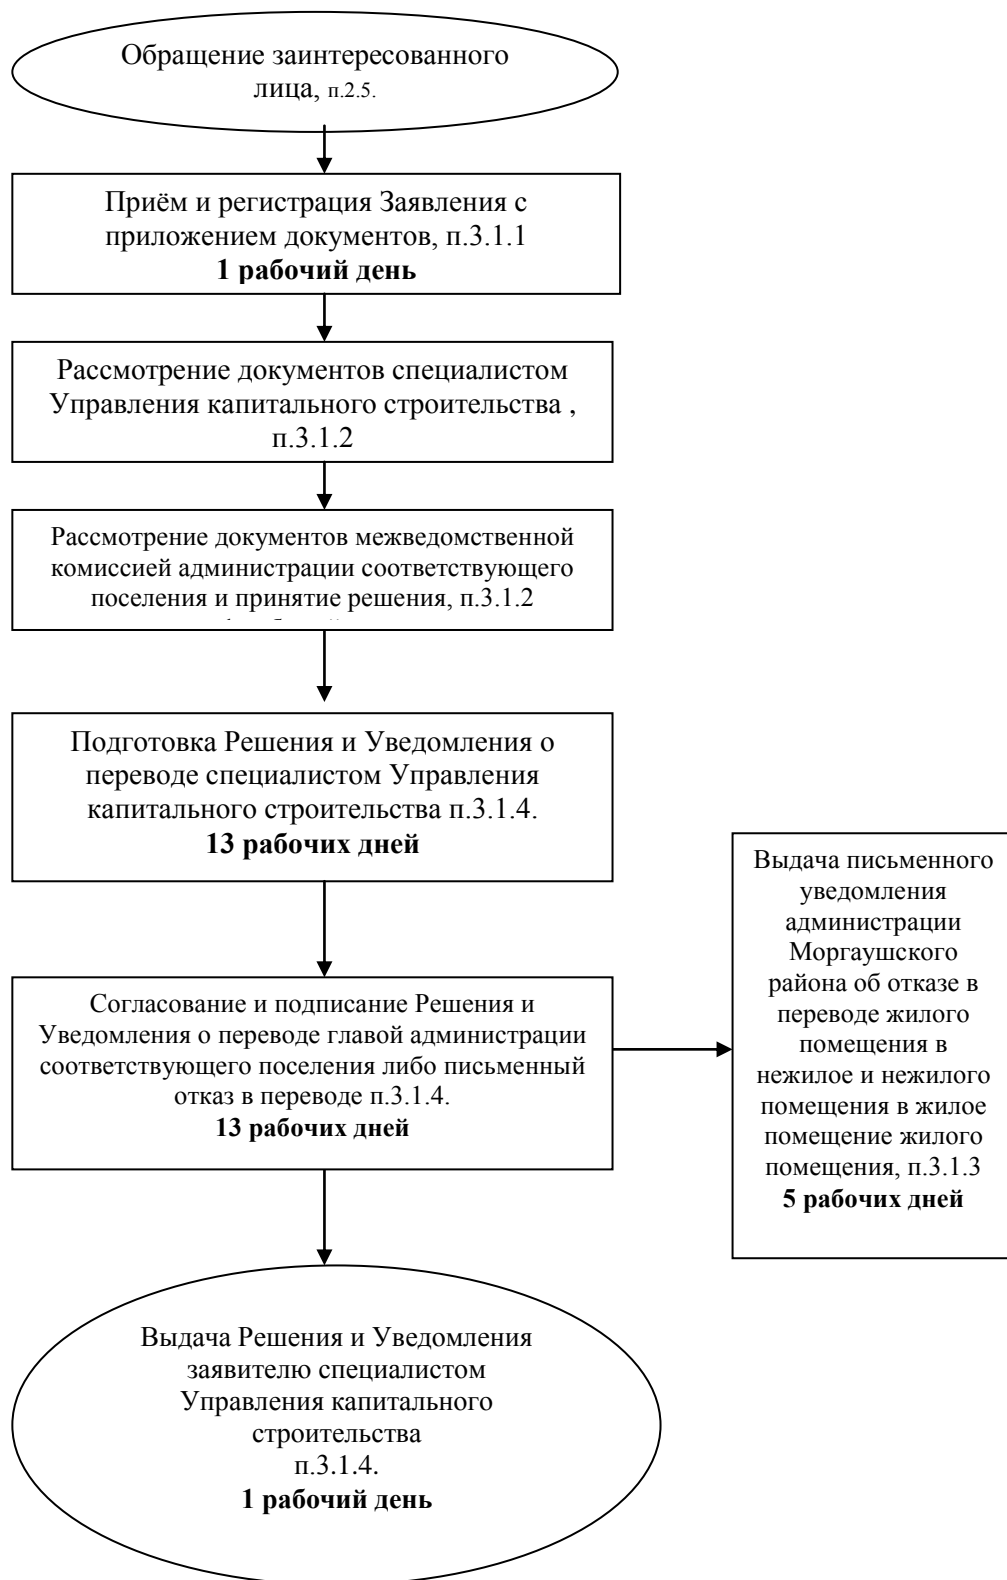 Обращение заинтересованного
лица, п.2.5.
Приём и регистрация Заявления с
приложением документов, п.3.1.1
1 рабочий день
Рассмотрение документов специалистом
Управления капитального строительства ,
п.3.1.2
Рассмотрение документов межведомственной
комиссией администрации соответствующего
поселения и принятие решения, п.3.1.2
Подготовка Решения и Уведомления о
переводе специалистом Управления
капитального строительства п.3.1.4.
13 рабочих дней
Согласование и подписание Решения и
Уведомления о переводе главой администрации
соответствующего поселения либо письменный
отказ в переводе п.3.1.4.
13 рабочих дней
Выдача письменного
уведомления
администрации
Моргаушского
района об отказе в
переводе жилого
помещения в
нежилое и нежилого
помещения в жилое
помещение жилого
помещения, п.3.1.3
5 рабочих дней
Выдача Решения и Уведомления
заявителю специалистом
Управления капитального
строительства
п.3.1.4.
1 рабочий день